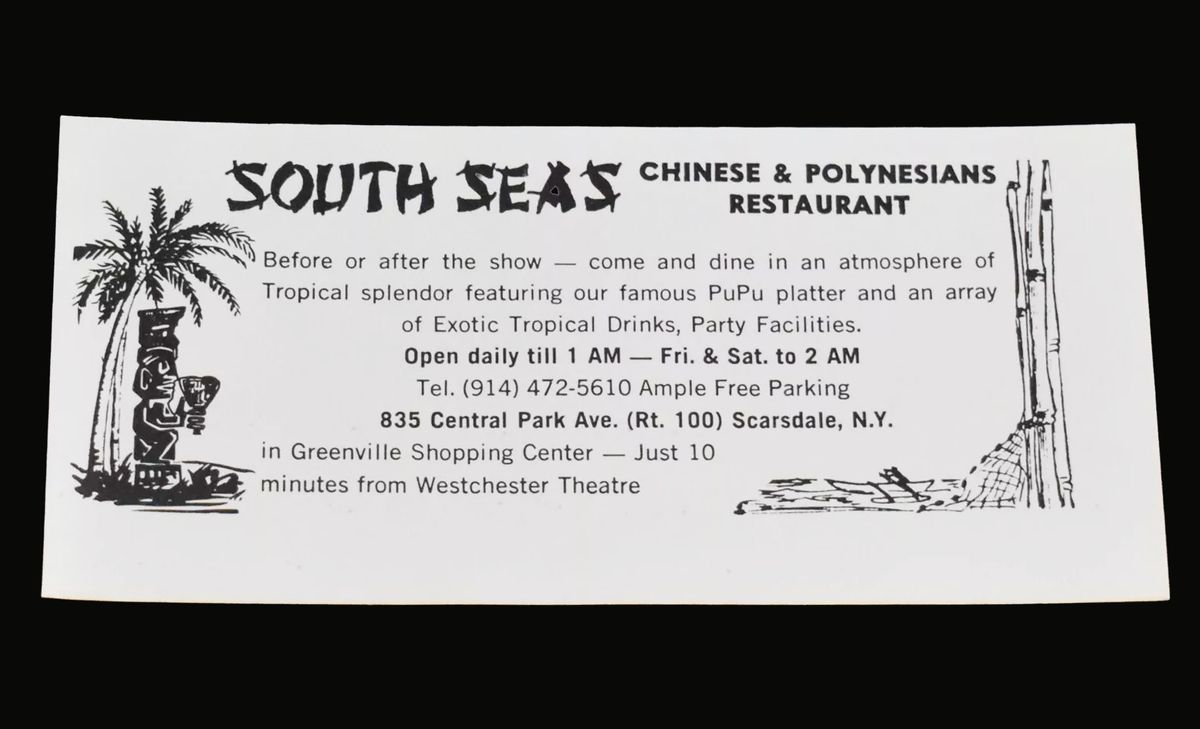 SOUTH SEAS CHINESE & POLYNESIANS
RESTAURANT
Before or after the show — come and dine in an atmosphere of
Tropical splendor featuring our famous PuPu platter and an array
of Exotic Tropical Drinks, Party Facilities.
Open daily till 1 AM — Fri. & Sat. to 2 AM
Tel. (914) 472-5610 Ample Free Parking
835 Central Park Ave. (Rt. 100) Scarsdale, N.Y.
in Greenville Shopping Center — Just 10
minutes from Westchester Theatre